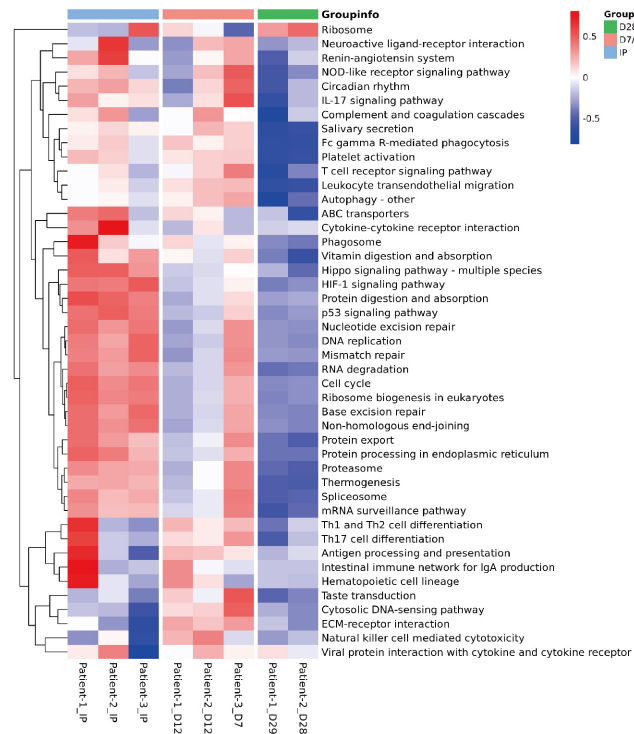 Groupinfo
Ribosome
Neuroactive ligand-receptor interaction
Renin-angiotensin system
NOD-like receptor signaling pathway
Circadian rhythm
IL-17 signaling pathway
Complement and coagulation cascades
Salivary secretion
Fc gamma R-mediated phagocytosis
Platelet activation
T cell receptor signaling pathway
Leukocyte transendothelial migration
Autophagy - other
ABC transporters
Cytokine-cytokine receptor interaction
Phagosome
Vitamin digestion and absorption
Hippo signaling pathway - multiple species
HIF-1 signaling pathway
Protein digestion and absorption
p53 signaling pathway
Nucleotide excision repair
DNA replication
Mismatch repair
RNA degradation
Cell cycle
Ribosome biogenesis in eukaryotes
Base excision repair
Non-homologous end-joining
Protein export
Protein processing in endoplasmic reticulum
Proteasome
Thermogenesis
Spliceosome
mRNA surveillance pathway
Th1 and Th2 cell differentiation
Th17 cell differentiation
Antigen processing and presentation
Intestinal immune network for IgA production
Hematopoietic cell lineage
Taste transduction
Cytosolic DNA-sensing pathway
ECM-receptor interaction
Natural killer cell mediated cytotoxicity
Viral protein interaction with cytokine and cytokine receptor
Patient-1_IP
Patient-2_IP
Patient-3_IP
Patient-1_D12
Patient-2_D12
Patient-3_D7
Patient-1_D29
Patient-2_D28
0.5
0
-0.5
Group
D28
D7/
IP